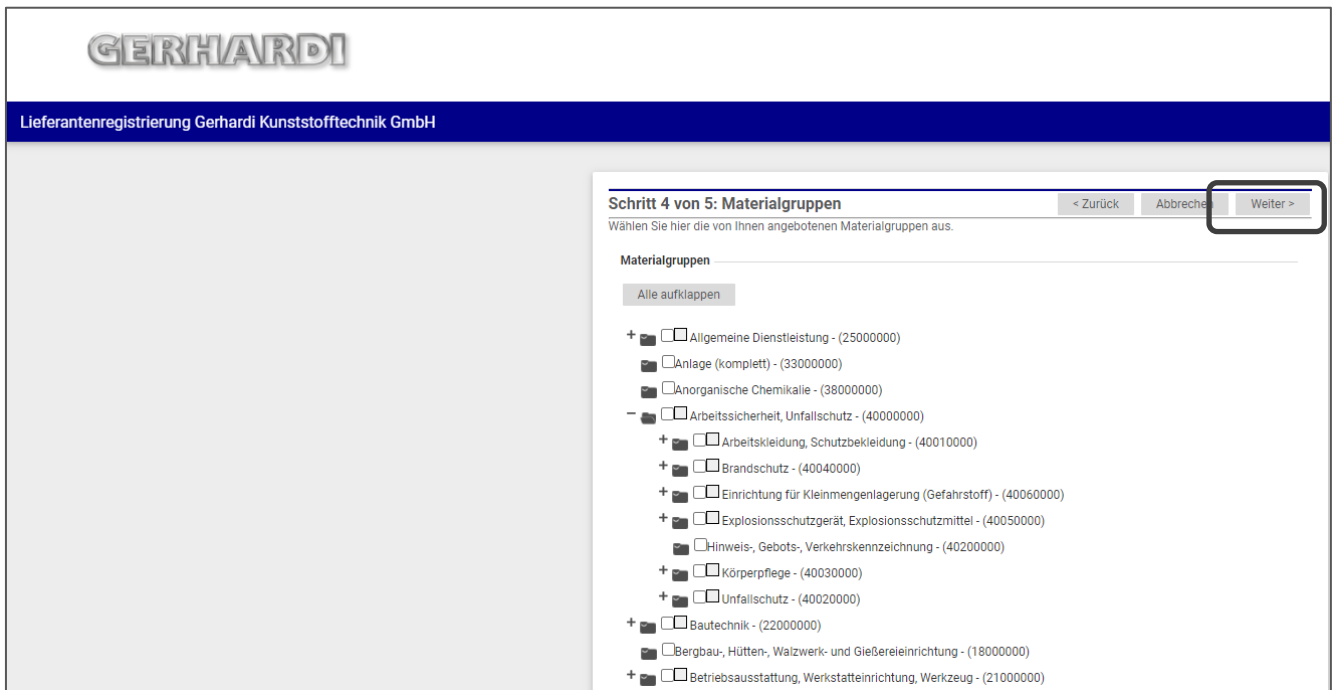 GERHARDI
Lieferantenregistrierung Gerhardi Kunststofftechnik GmbH
Schritt 4 von 5: Materialgruppen
< Zurück
Abbrechen
Weiter >
Wählen Sie hier die von Ihnen angebotenen Materialgruppen aus.
Materialgruppen
Alle aufklappen
Allgemeine Dienstleistung - (25000000)
Anlage (komplett) - (33000000)
Anorganische Chemikalie - (38000000)
Arbeitssicherheit, Unfallschutz - (40000000)
Arbeitskleidung, Schutzbekleidung - (40010000)
Brandschutz - (40040000)
Einrichtung für Kleinmengenlagerung (Gefahrstoff) - (40060000)
Explosionsschutzgerät, Explosionsschutzmittel - (40050000)
Hinweis-, Gebots-, Verkehrskennzeichnung - (40200000)
Körperpflege - (40030000)
Unfallschutz - (40020000)
Bautechnik - (22000000)
Bergbau-, Hütten-, Walzwerk- und Gießereieinrichtung - (18000000)
Betriebsausstattung, Werkstatteinrichtung, Werkzeug - (21000000)